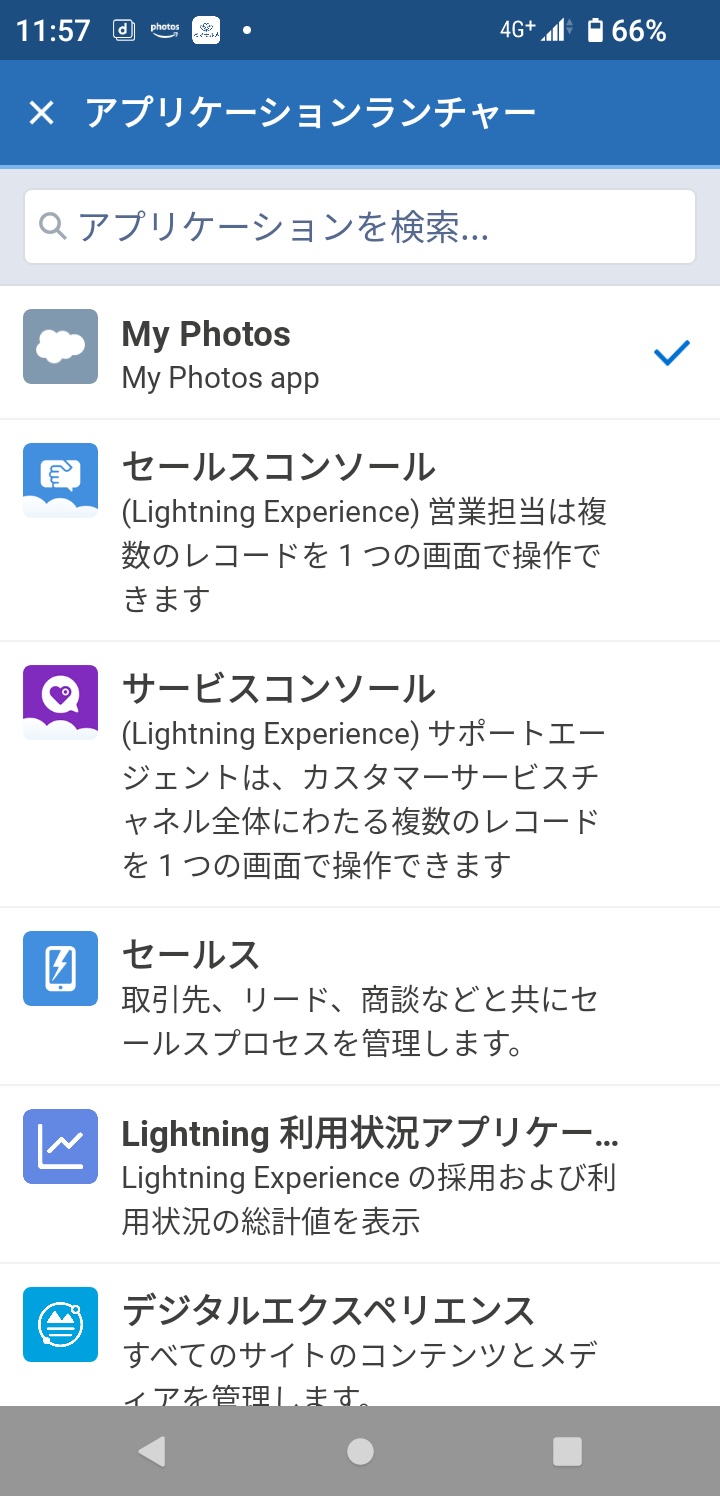 11:57
photos
4G+
66%
アプリケーションランチャー
アプリケーションを検索...
My Photos
My Photos app
セールスコンソール
(Lightning Experience) 営業担当は複
数のレコードを 1 つの画面で操作で
きます
サービスコンソール
(Lightning Experience) サポートエー
ジェントは、カスタマーサービスチ
ャネル全体にわたる複数のレコード
を 1 つの画面で操作できます
セールス
取引先、リード、商談などと共にセ
ールスプロセスを管理します。
Lightning 利用状況アプリケー...
Lightning Experience の採用および利
用状況の総計値を表示
デジタルエクスペリエンス
すべてのサイトのコンテンツとメデ
ィアを管理します。